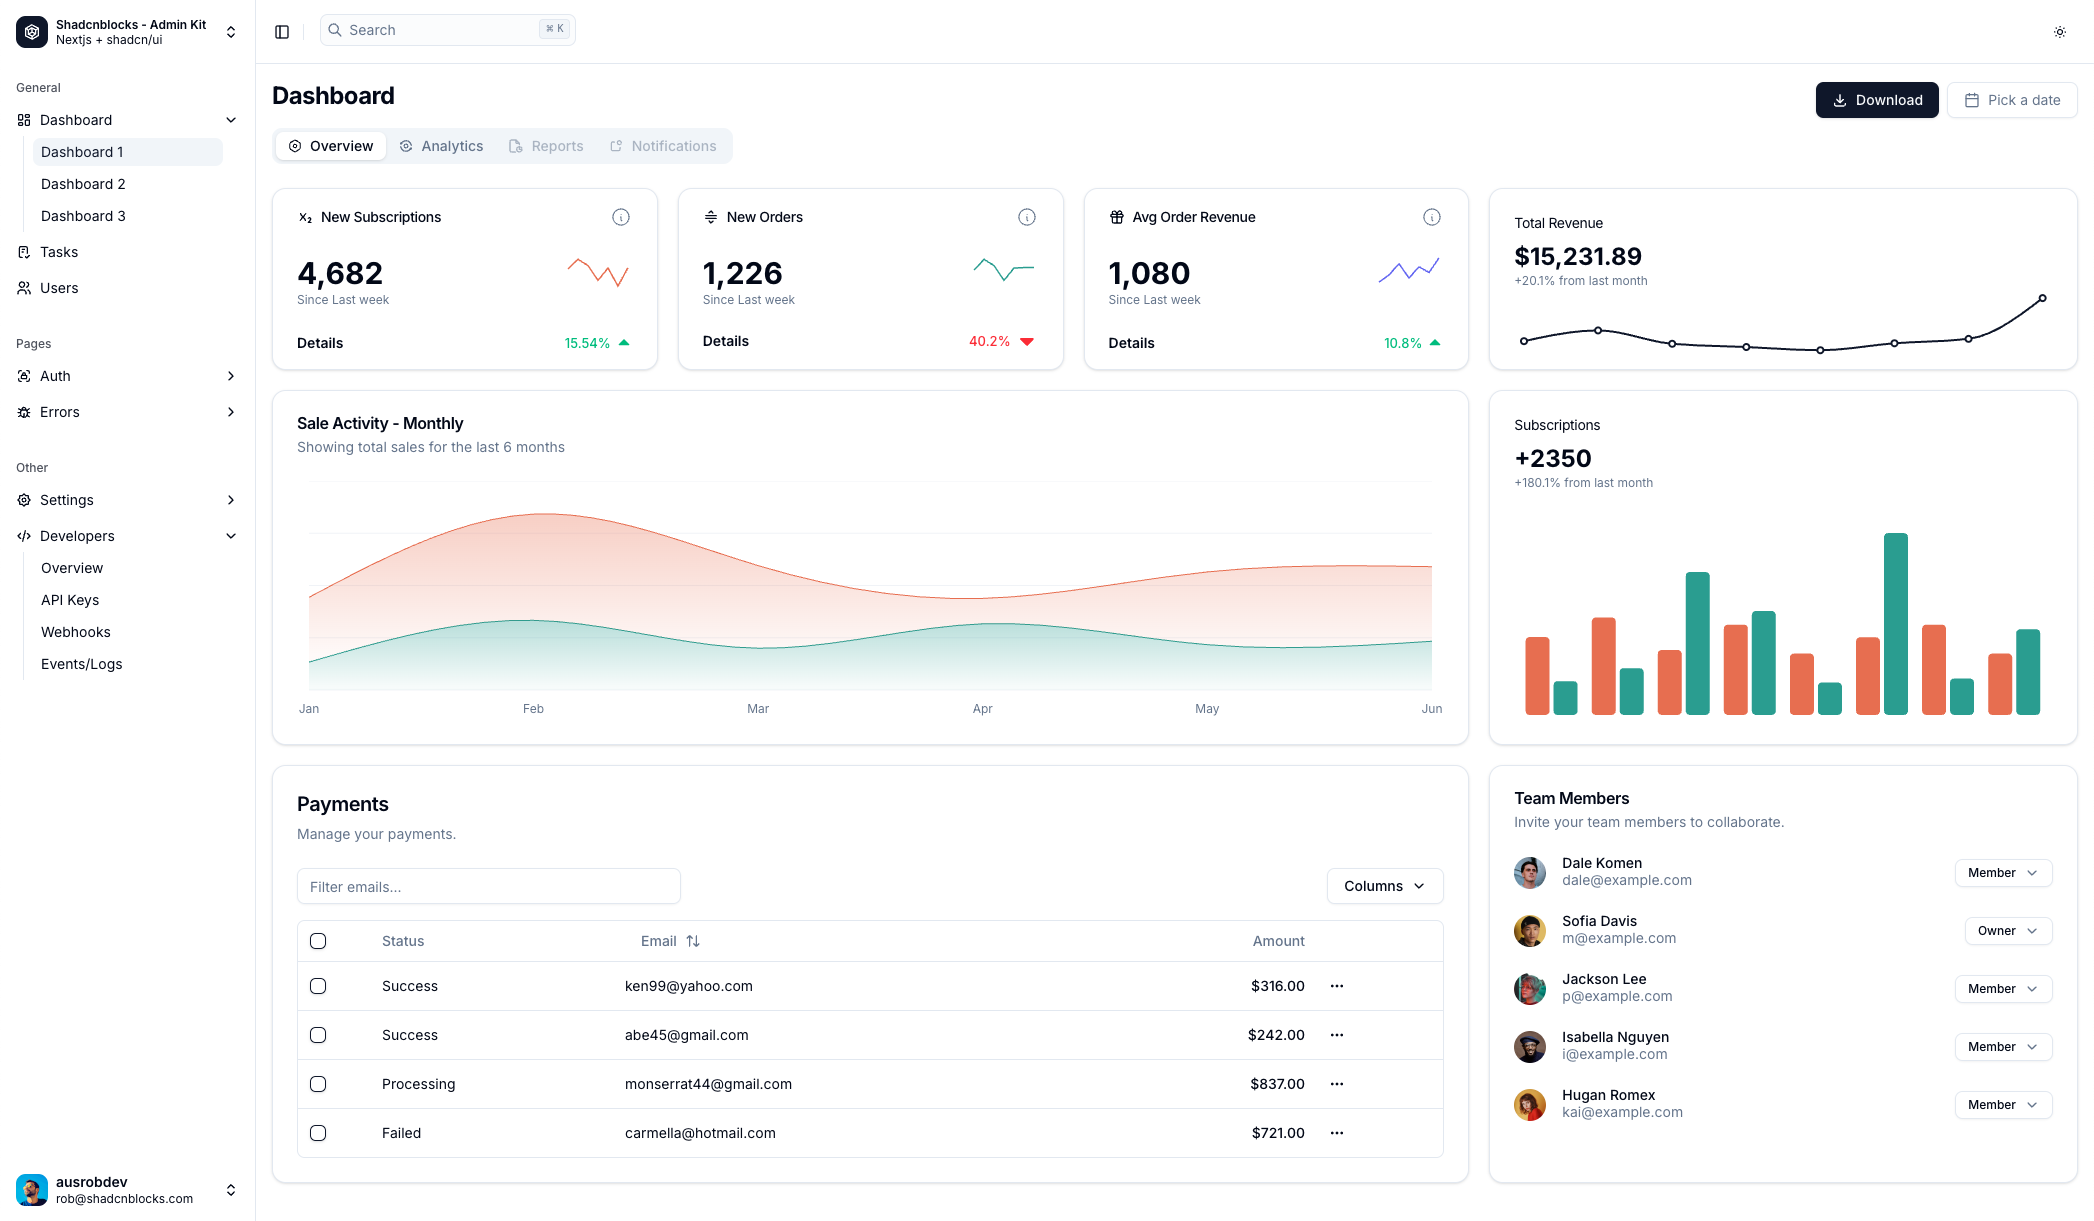 Shadcnblocks - Admin Kit
Nextjs + shadcn/ui
General
Dashboard
Dashboard 1
Dashboard 2
Dashboard 3
Tasks
Users
Pages
Auth
Errors
Other
Settings
Developers
Overview
API Keys
Webhooks
Events/Logs
ausrobdev
rob@shadcnblocks.com
Search ⌘ K
Dashboard
Download Pick a date
Overview Analytics Reports Notifications
X₂ New Subscriptions
4,682
Since Last week
Details 15.54%
New Orders
1,226
Since Last week
Details 40.2%
Avg Order Revenue
1,080
Since Last week
Details 10.8%
Total Revenue
$15,231.89
+20.1% from last month
Sale Activity - Monthly
Showing total sales for the last 6 months
Jan Feb Mar Apr May Jun
Subscriptions
+2350
+180.1% from last month
Payments
Manage your payments.
Filter emails...
Columns
Status Email Amount
Success ken99@yahoo.com $316.00
Success abe45@gmail.com $242.00
Processing monserrat44@gmail.com $837.00
Failed carmella@hotmail.com $721.00
Team Members
Invite your team members to collaborate.
Dale Komen
dale@example.com
Member
Sofia Davis
m@example.com
Owner
Jackson Lee
p@example.com
Member
Isabella Nguyen
i@example.com
Member
Hugan Romex
kai@example.com
Member